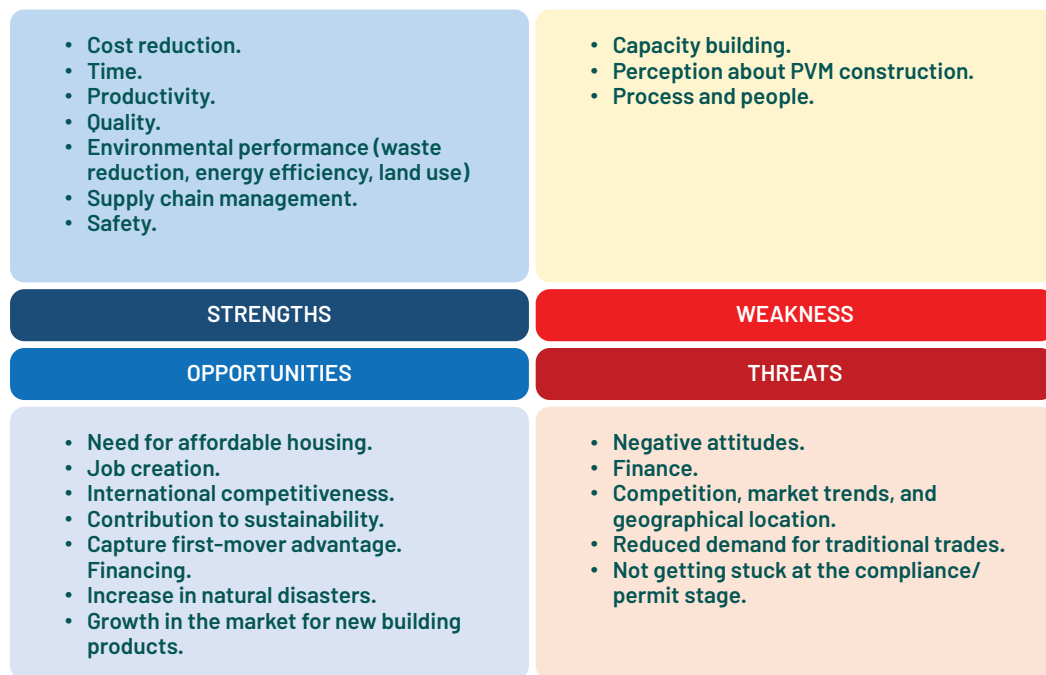 • Cost reduction.
• Time.
• Productivity.
• Quality.
• Environmental performance (waste
reduction, energy efficiency, land use)
• Supply chain management.
• Safety.
• Capacity building.
• Perception about PVM construction.
• Process and people.
STRENGTHS
WEAKNESS
OPPORTUNITIES
THREATS
• Need for affordable housing.
• Job creation.
• International competitiveness.
• Contribution to sustainability.
• Capture first-mover advantage.
Financing.
• Increase in natural disasters.
• Growth in the market for new building
products.
• Negative attitudes.
• Finance.
• Competition, market trends, and
geographical location.
• Reduced demand for traditional trades.
• Not getting stuck at the compliance/
permit stage.